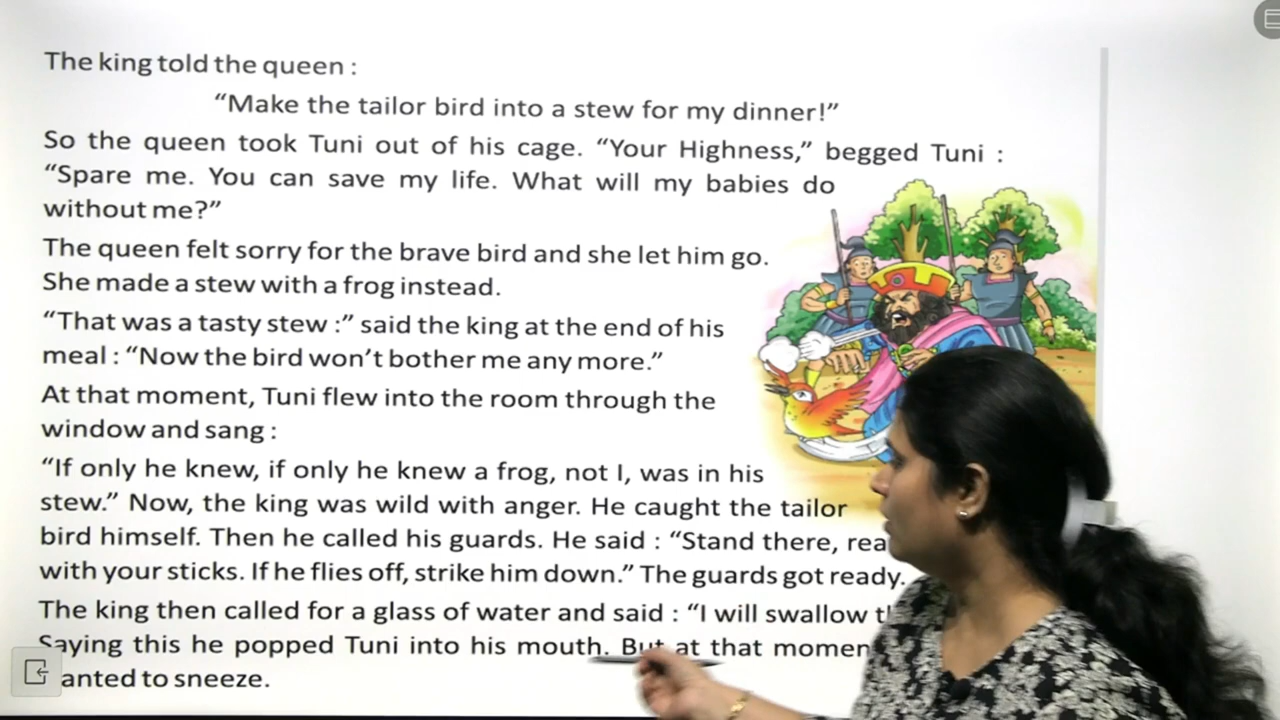 The king told the queen :
“Make the tailor bird into a stew for my dinner!”
So the queen took Tuni out of his cage. “Your Highness,” begged Tuni :
“Spare me. You can save my life. What will my babies do
without me?”
The queen felt sorry for the brave bird and she let him go.
She made a stew with a frog instead.
“That was a tasty stew :” said the king at the end of his
meal : “Now the bird won’t bother me any more.”
At that moment, Tuni flew into the room through the
window and sang :
“If only he knew, if only he knew a frog, not I, was in his
stew.” Now, the king was wild with anger. He caught the tailor
bird himself. Then he called his guards. He said : “Stand there,
with your sticks. If he flies off, strike him down.” The guards got ready.
The king then called for a glass of water and said : “I will swallow
Saying this he popped Tuni into his mouth. But at that
to sneeze.